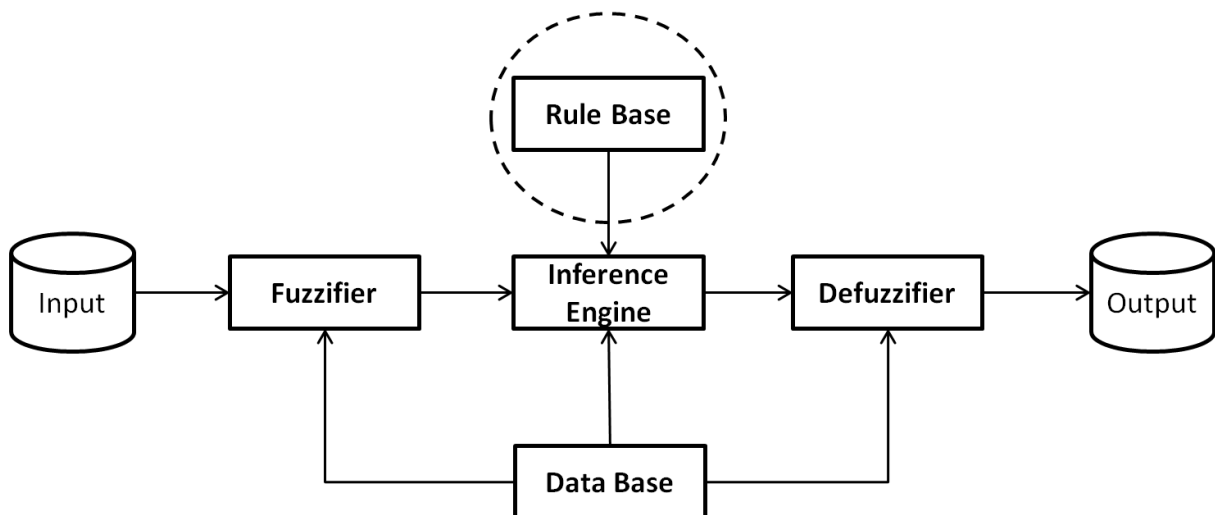 Rule Base
Input
Fuzzifier
Inference
Engine
Defuzzifier
Output
Data Base